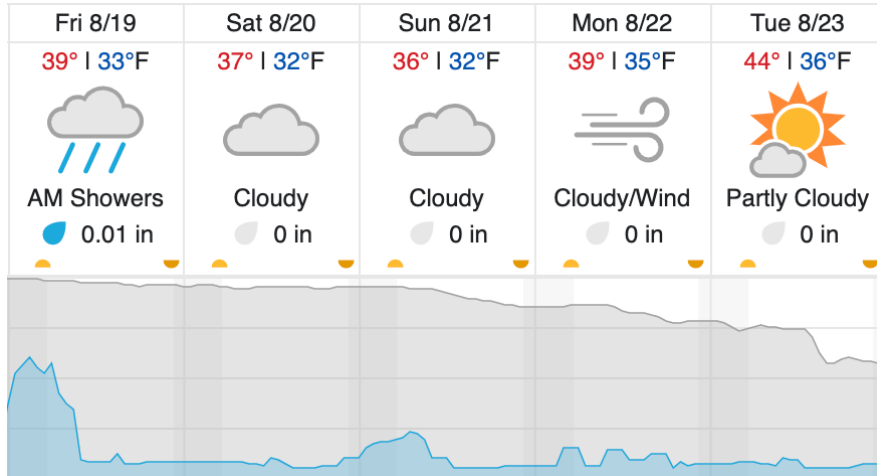 Fri 8/19
39° | 33°F
AM Showers
0.01 in
Sat 8/20
37° | 32°F
Cloudy
0 in
Sun 8/21
36° | 32°F
Cloudy
0 in
Mon 8/22
39° | 35°F
Cloudy/Wind
0 in
Tue 8/23
44° | 36°F
Partly Cloudy
0 in